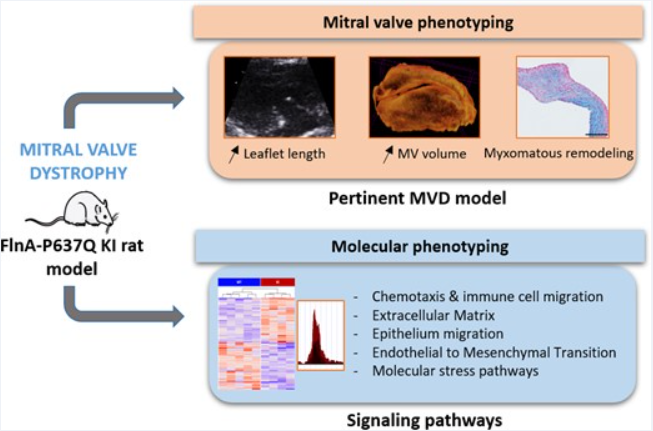 Mitral valve phenotyping
↗ Leaflet length
↗ MV volume
Myxomatous remodeling
Pertinent MVD model
MITRAL VALVE
DYSTROPHY
FlnA-P637Q KI rat
model
Molecular phenotyping
- Chemotaxis & immune cell migration
- Extracellular Matrix
- Epithelium migration
- Endothelial to Mesenchymal Transition
- Molecular stress pathways
Signaling pathways